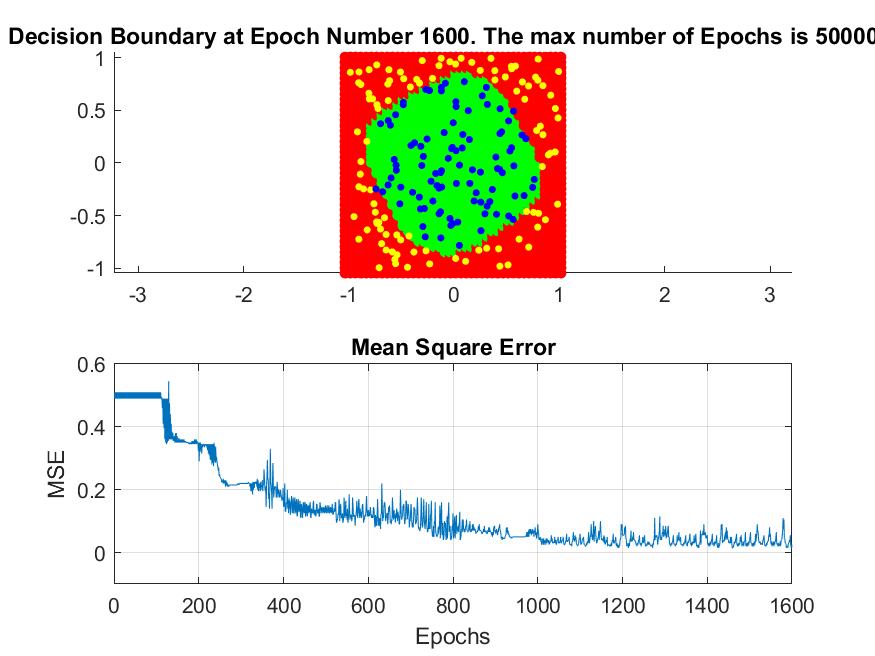 Decision Boundary at Epoch Number 1600. The max number of Epochs is 50000
1
0.5
0
-0.5
-1
-3 -2 -1 0 1 2 3
Mean Square Error
0.6
0.4
0.2
0
MSE
0 200 400 600 800 1000 1200 1400 1600
Epochs